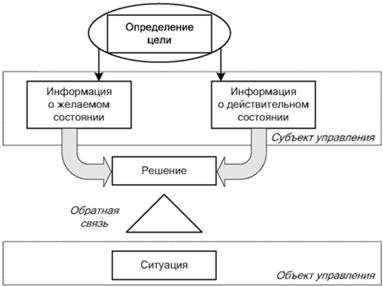 Определение
цели
Информация
о желаемом
состоянии
Информация
о действительном
состоянии
Субъект управления
Решение
Обратная
связь
Ситуация
Объект управления